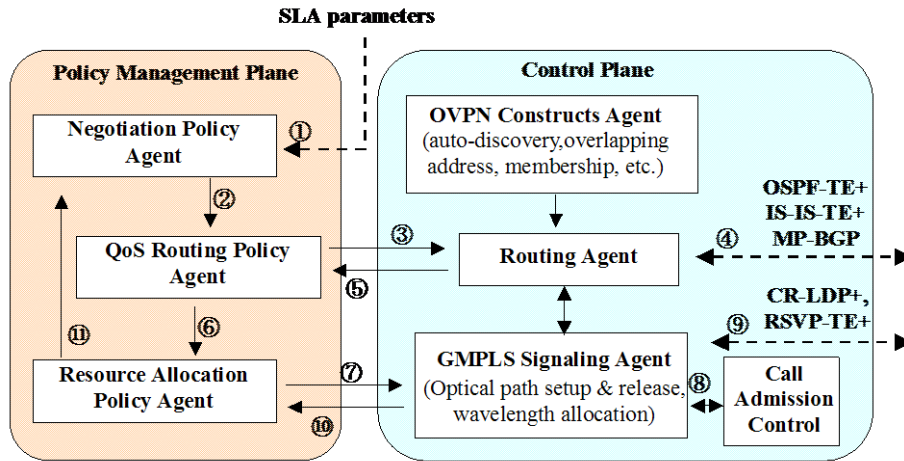 SLA parameters
Policy Management Plane
Negotiation Policy
Agent
①
②
QoS Routing Policy
Agent
③
⑤
⑥
⑪
Resource Allocation
Policy Agent
⑦
⑩
Control Plane
OVPN Constructs Agent
(auto-discovery,overlapping
address, membership, etc.)
Routing Agent
④
OSPF-TE+
IS-IS-TE+
MP-BGP
GMPLS Signaling Agent
(Optical path setup & release,
wavelength allocation)
⑧
⑨
CR-LDP+,
RSVP-TE+
Call
Admission
Control